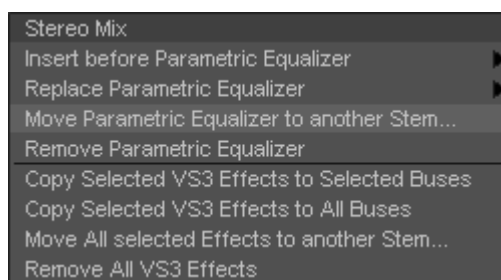 Stereo Mix
Insert before Parametric Equalizer
Replace Parametric Equalizer
Move Parametric Equalizer to another Stem...
Remove Parametric Equalizer
Copy Selected VS3 Effects to Selected Buses
Copy Selected VS3 Effects to All Buses
Move All selected Effects to another Stem...
Remove All VS3 Effects